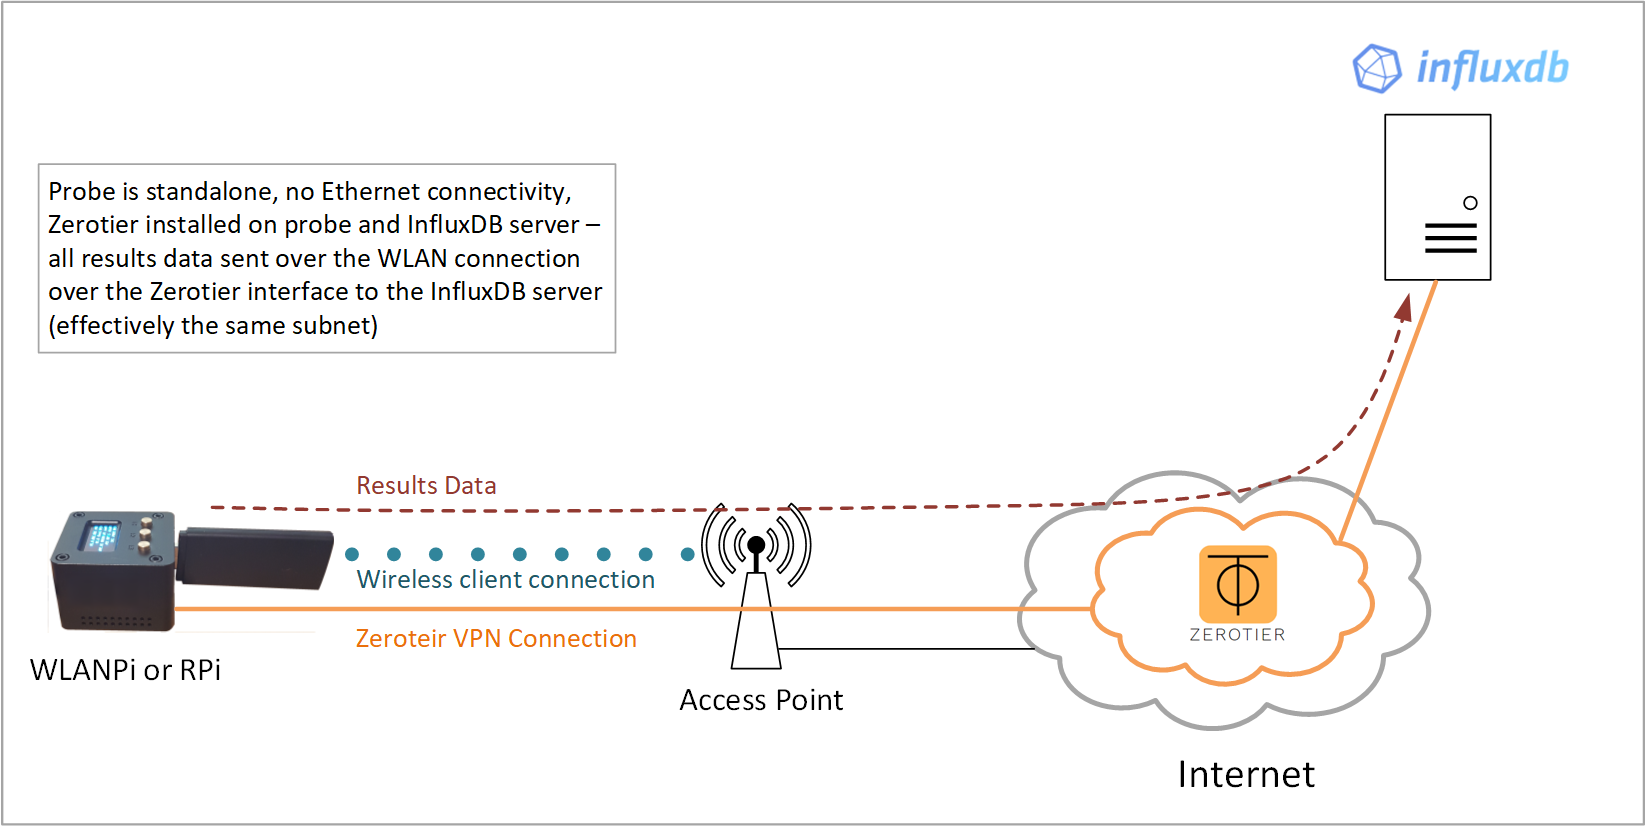 influxdb
Probe is standalone, no Ethernet connectivity,
Zerotier installed on probe and InfluxDB server –
all results data sent over the WLAN connection
over the Zerotier interface to the InfluxDB server
(effectively the same subnet)
Results Data
Wireless client connection
Zeroteir VPN Connection
ZEROTIER
WLANPi or RPi
Access Point
Internet